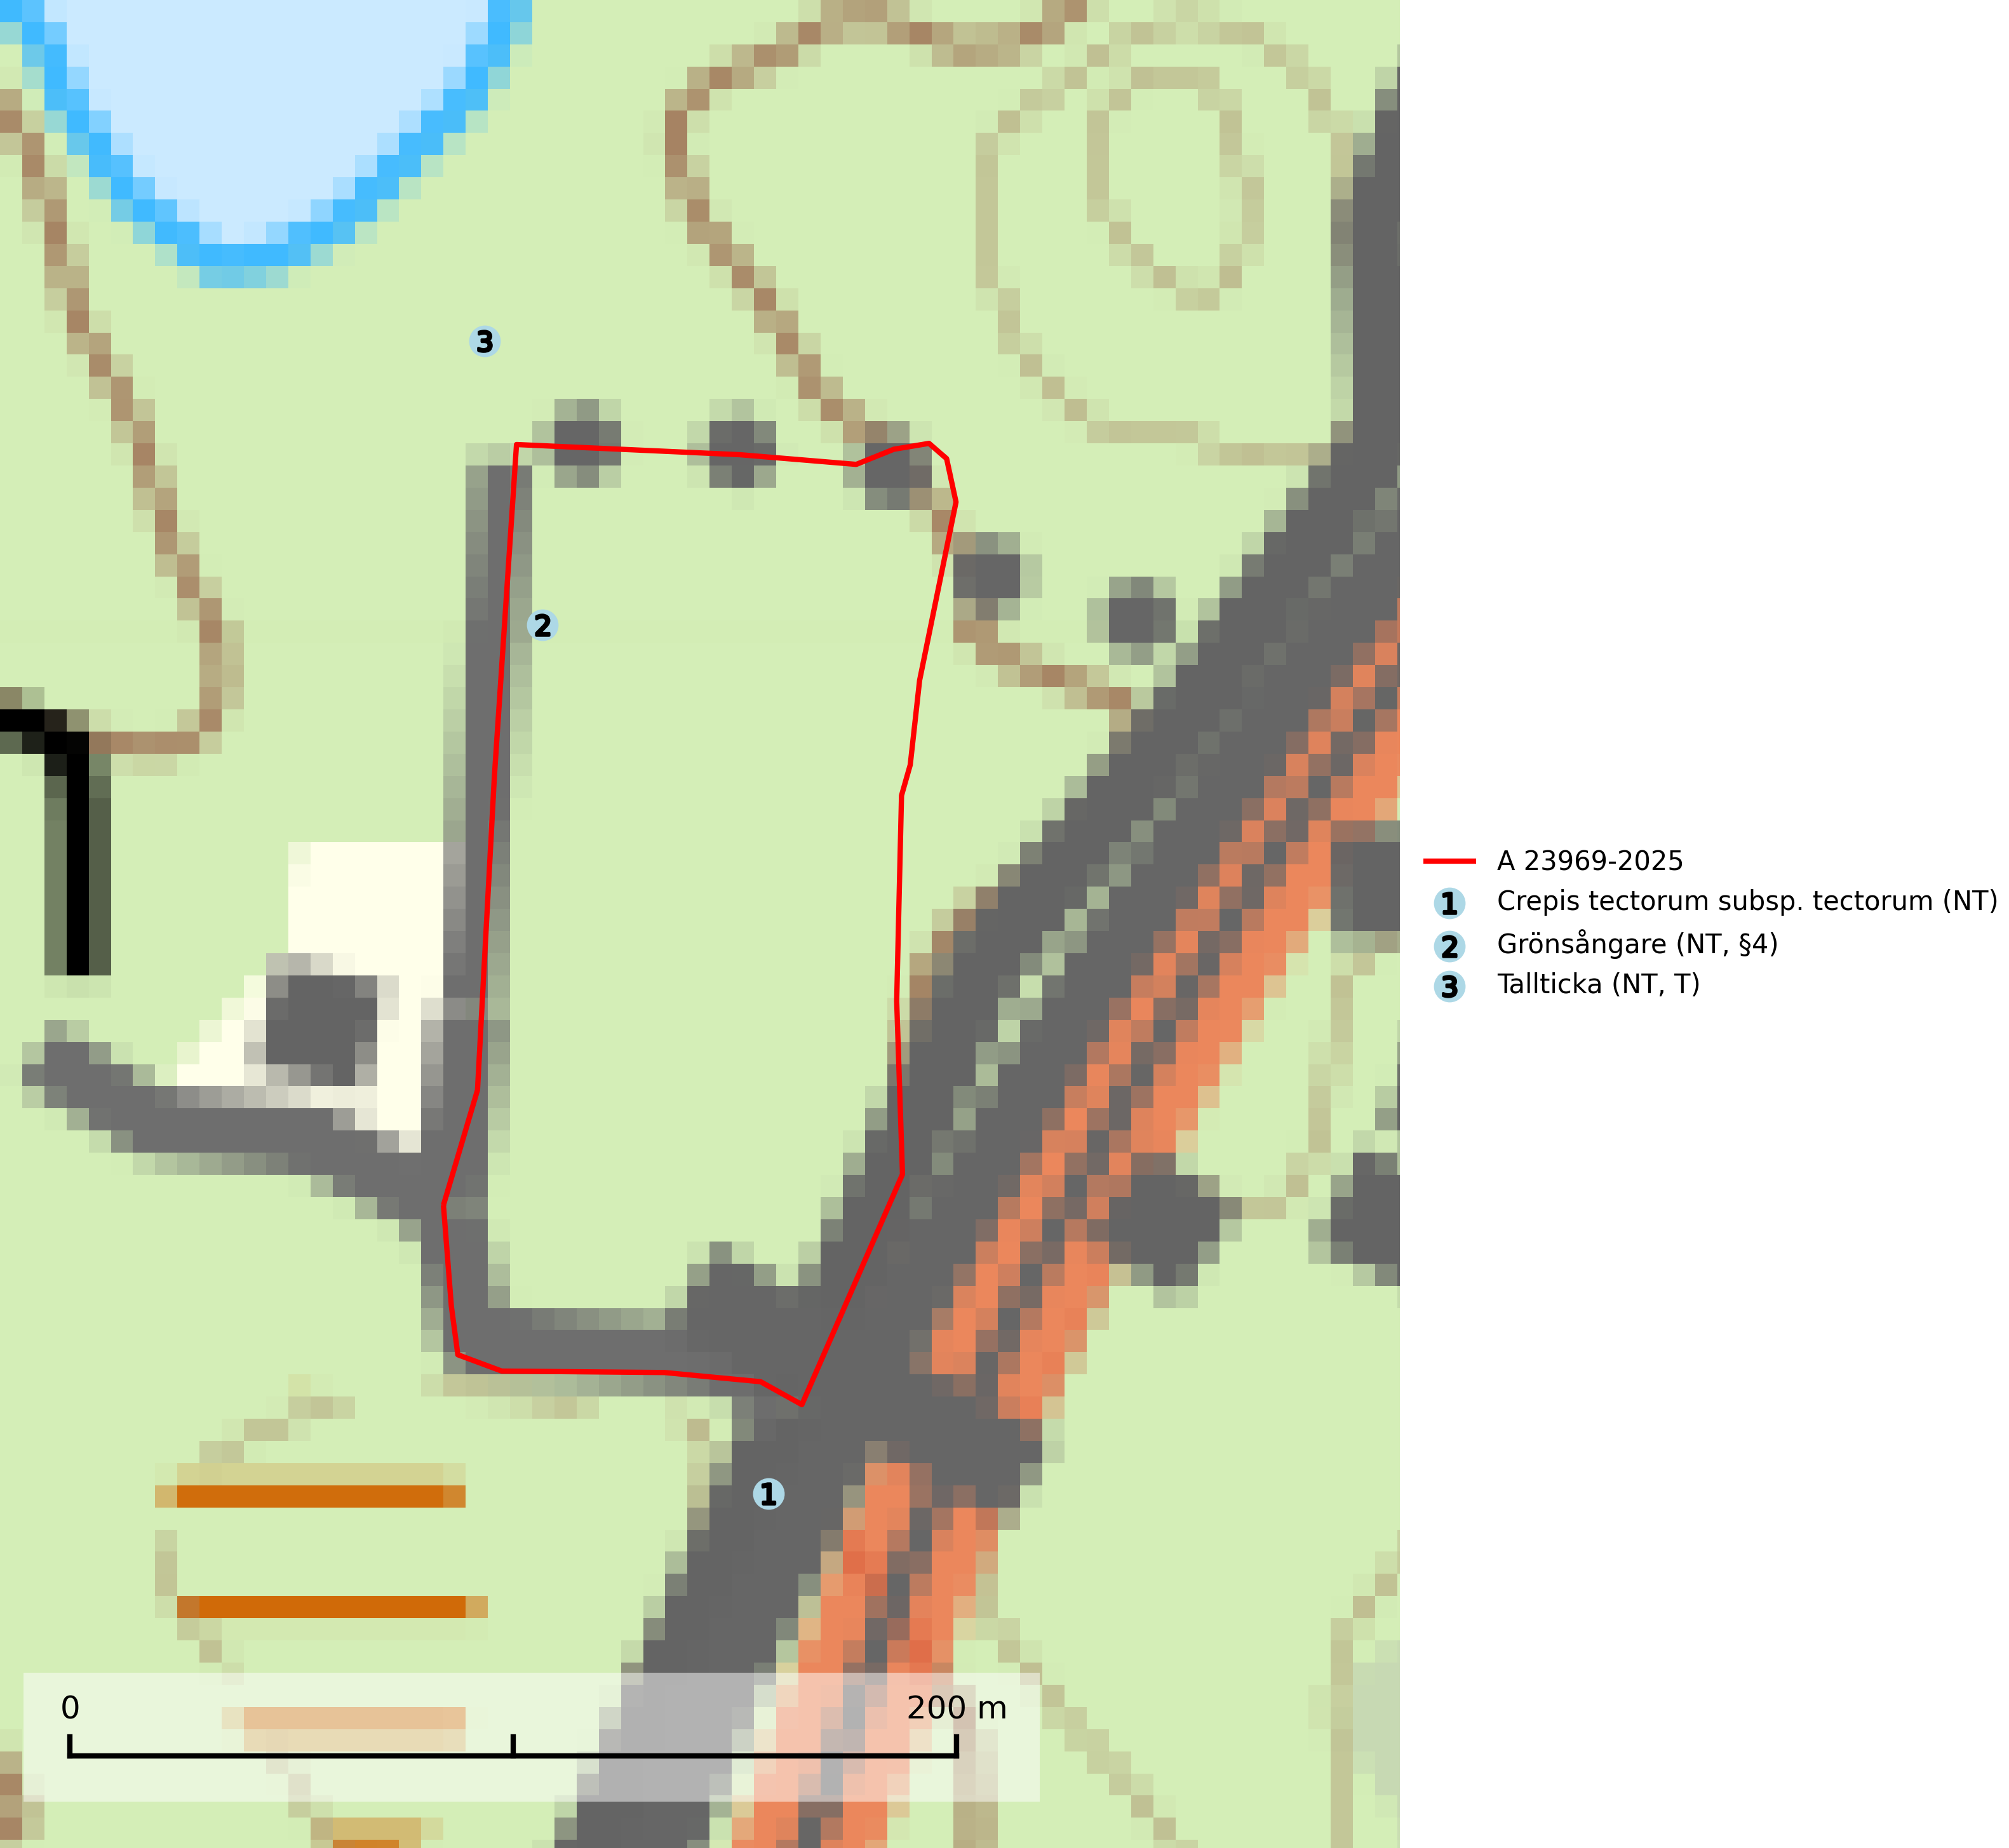 3
2
A 23969-2025
1 Crepis tectorum subsp. tectorum (NT)
2 Grönsångare (NT, §4)
3 Tallticka (NT, T)
1
0 200 m